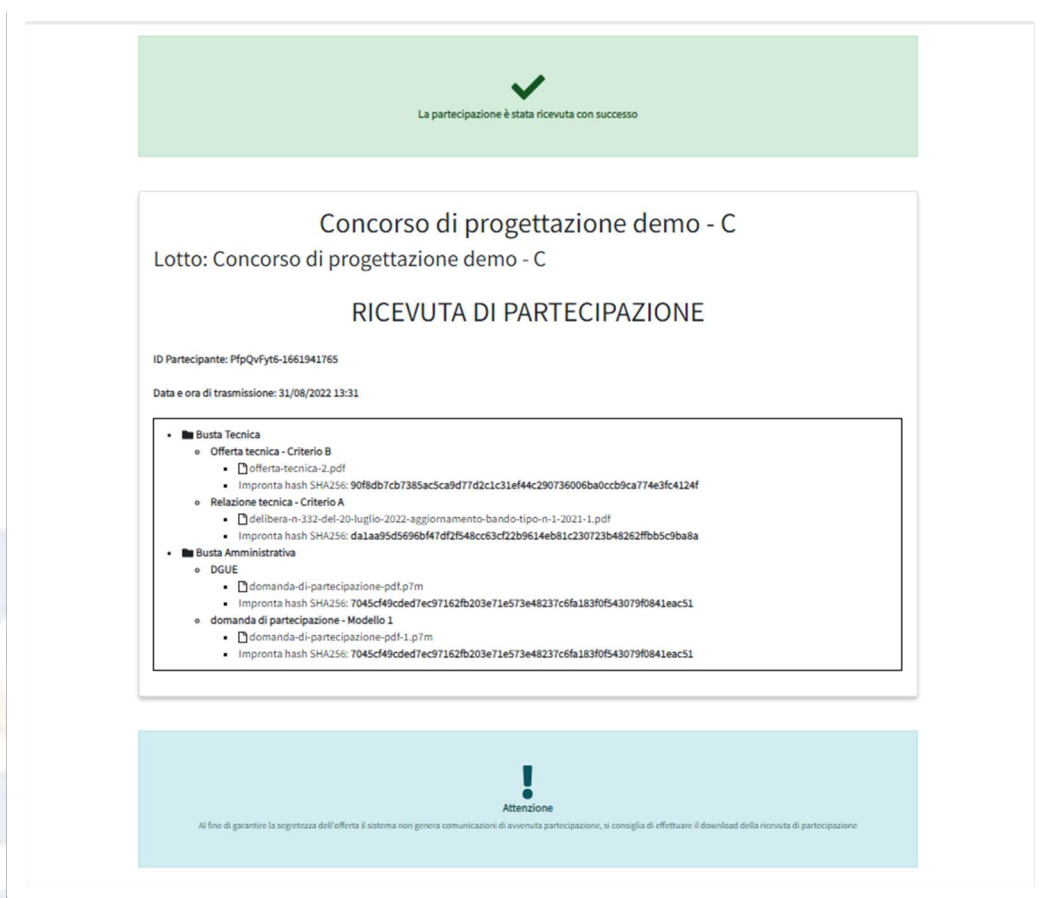 La partecipazione è stata ricevuta con successo
Concorso di progettazione demo - C
Lotto: Concorso di progettazione demo - C
RICEVUTA DI PARTECIPAZIONE
ID Partecipante: PfpQvFyt6-1661941765
Data e ora di trasmissione: 31/08/2022 13:31
Busta Tecnica
Offerta tecnica - Criterio B
offerta-tecnica-2.pdf
Impronta hash SHA256: 90f8db7cb7385ac5ca9d77d2c1c31ef44c290736006ba0ccb9ca774e3fc4124f
Relazione tecnica - Criterio A
delibera-n-332-del-20-luglio-2022-aggiornamento-bando-tipo-n-1-2021-1.pdf
Impronta hash SHA256: da1aa95d5696bf47df2f548cc63cf22b9614eb81c230723b48262ffbb5c9ba8a
Busta Amministrativa
DGUE
domanda-di-partecipazione-pdf.p7m
Impronta hash SHA256: 7045cf49cded7ec97162fb203e71e573e48237c6fa183f0f543079f0841eac51
domanda di partecipazione - Modello 1
domanda-di-partecipazione-pdf-1.p7m
Impronta hash SHA256: 7045cf49cded7ec97162fb203e71e573e48237c6fa183f0f543079f0841eac51
Attenzione
Al fine di garantire la segretezza dell'offerta il sistema non genera comunicazioni di avvenuta partecipazione, si consiglia di effettuare il download della ricevuta di partecipazione